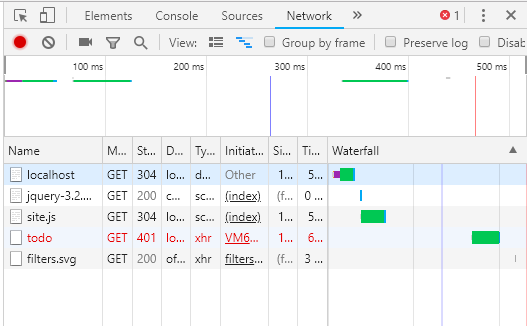 Elements Console Sources Network » 1
View: Group by frame Preserve log Disab
100 ms 200 ms 300 ms 400 ms 500 ms
Name M... St... D... Ty... Initiat... Si... Ti... Waterfall
localhost GET 304 lo... d... Other 1... 5...
jquery-3.2.... GET 200 c... sc... (index) (f... 0 ...
site.js GET 304 lo... sc... (index) 1... 5...
todo GET 401 lo... xhr VM6... 1... 6...
filters.svg GET 200 of... xhr filters... (f... 3 ...